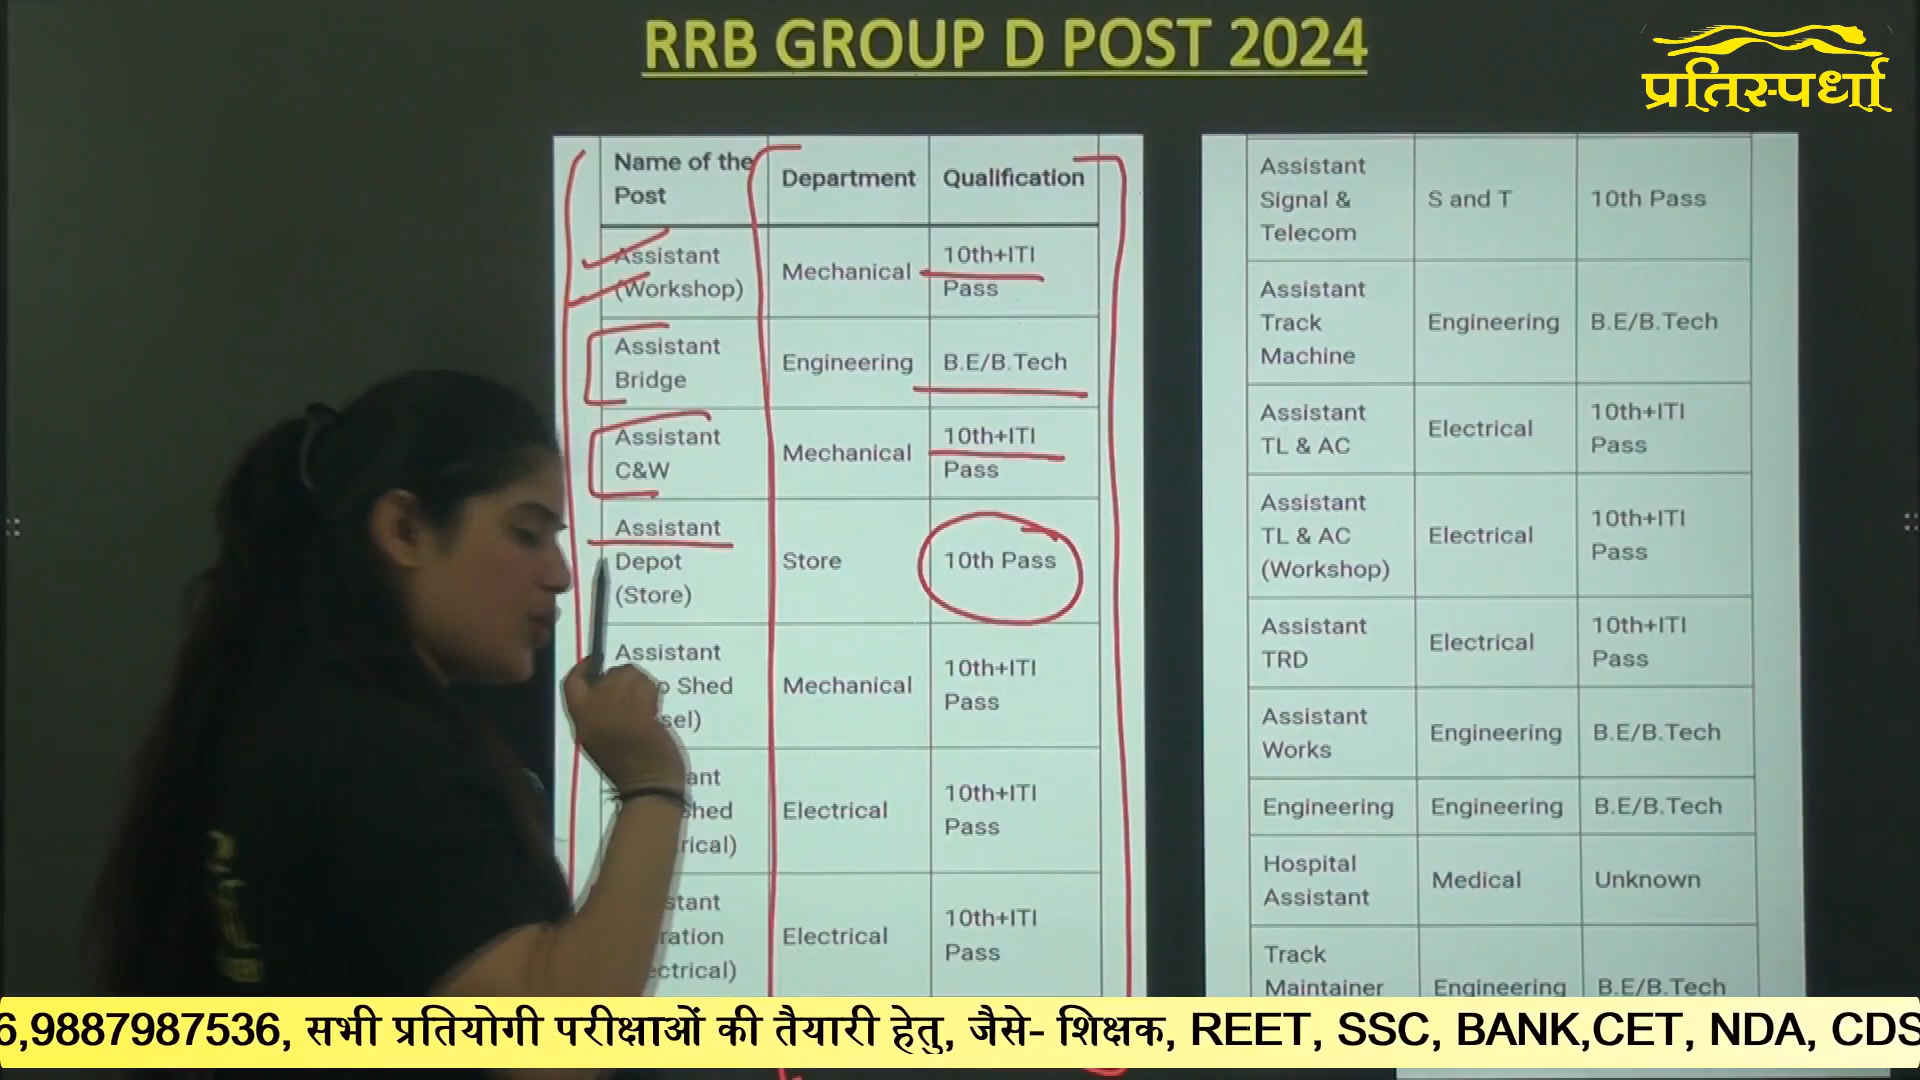 RRB GROUP D POST 2024
प्रतिस्पर्धा
Name of the
Post
Department
Qualification
Assistant
(Workshop)
Mechanical
10th+ITI
Pass
Assistant
Bridge
Engineering
B.E/B.Tech
Assistant
C&W
Mechanical
10th+ITI
Pass
Assistant
Depot
(Store)
Store
10th Pass
Assistant
Shed
Mechanical
10th+ITI
Pass
Electrical
10th+ITI
Pass
Electrical
10th+ITI
Pass
Assistant
Signal &
Telecom
S and T
10th Pass
Assistant
Track
Machine
Engineering
B.E/B.Tech
Assistant
TL & AC
Electrical
10th+ITI
Pass
Assistant
TL & AC
(Workshop)
Electrical
10th+ITI
Pass
Assistant
TRD
Electrical
10th+ITI
Pass
Assistant
Works
Engineering
B.E/B.Tech
Engineering
Engineering
B.E/B.Tech
Hospital
Assistant
Medical
Unknown
Track
Maintainer
Engineering
B.E/B.Tech
6,9887987536, सभी प्रतियोगी परीक्षाओं की तैयारी हेतु, जैसे- शिक्षक, REET, SSC, BANK,CET, NDA, CDS